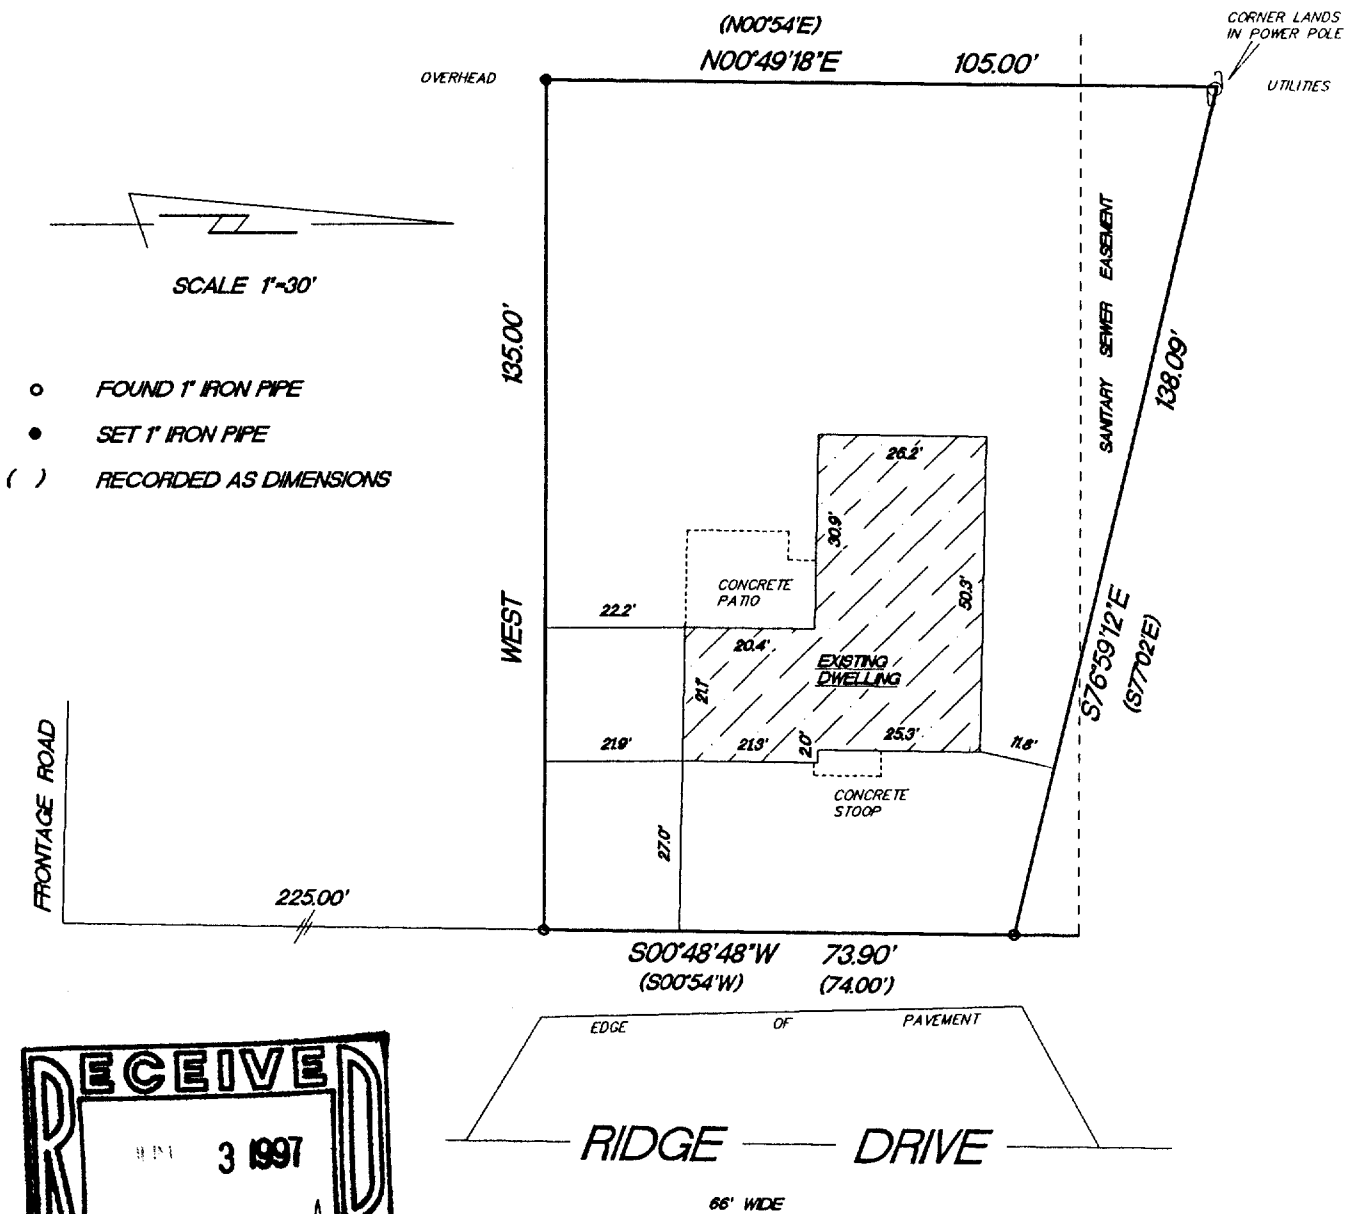 (N00°54'E)
N00°49'18"E 105.00'
CORNER LANDS
IN POWER POLE
OVERHEAD
UTILITIES
SCALE 1"=30'
○ FOUND 1" IRON PIPE
● SET 1" IRON PIPE
( ) RECORDED AS DIMENSIONS
135.00'
WEST
SANITARY SEWER EASEMENT
138.09'
S76°59'12"E
(S77°02'E)
26.2'
30.9'
50.3'
CONCRETE
PATIO
22.2'
20.4'
EXISTING
DWELLING
21.1'
21.9'
21.3'
2.0'
25.3'
11.8'
CONCRETE
STOOP
27.0'
FRONTAGE ROAD
225.00'
S00°48'48"W 73.90'
(S00°54'W) (74.00')
EDGE OF PAVEMENT
RIDGE DRIVE
66' WIDE
RECEIVED
3 1997